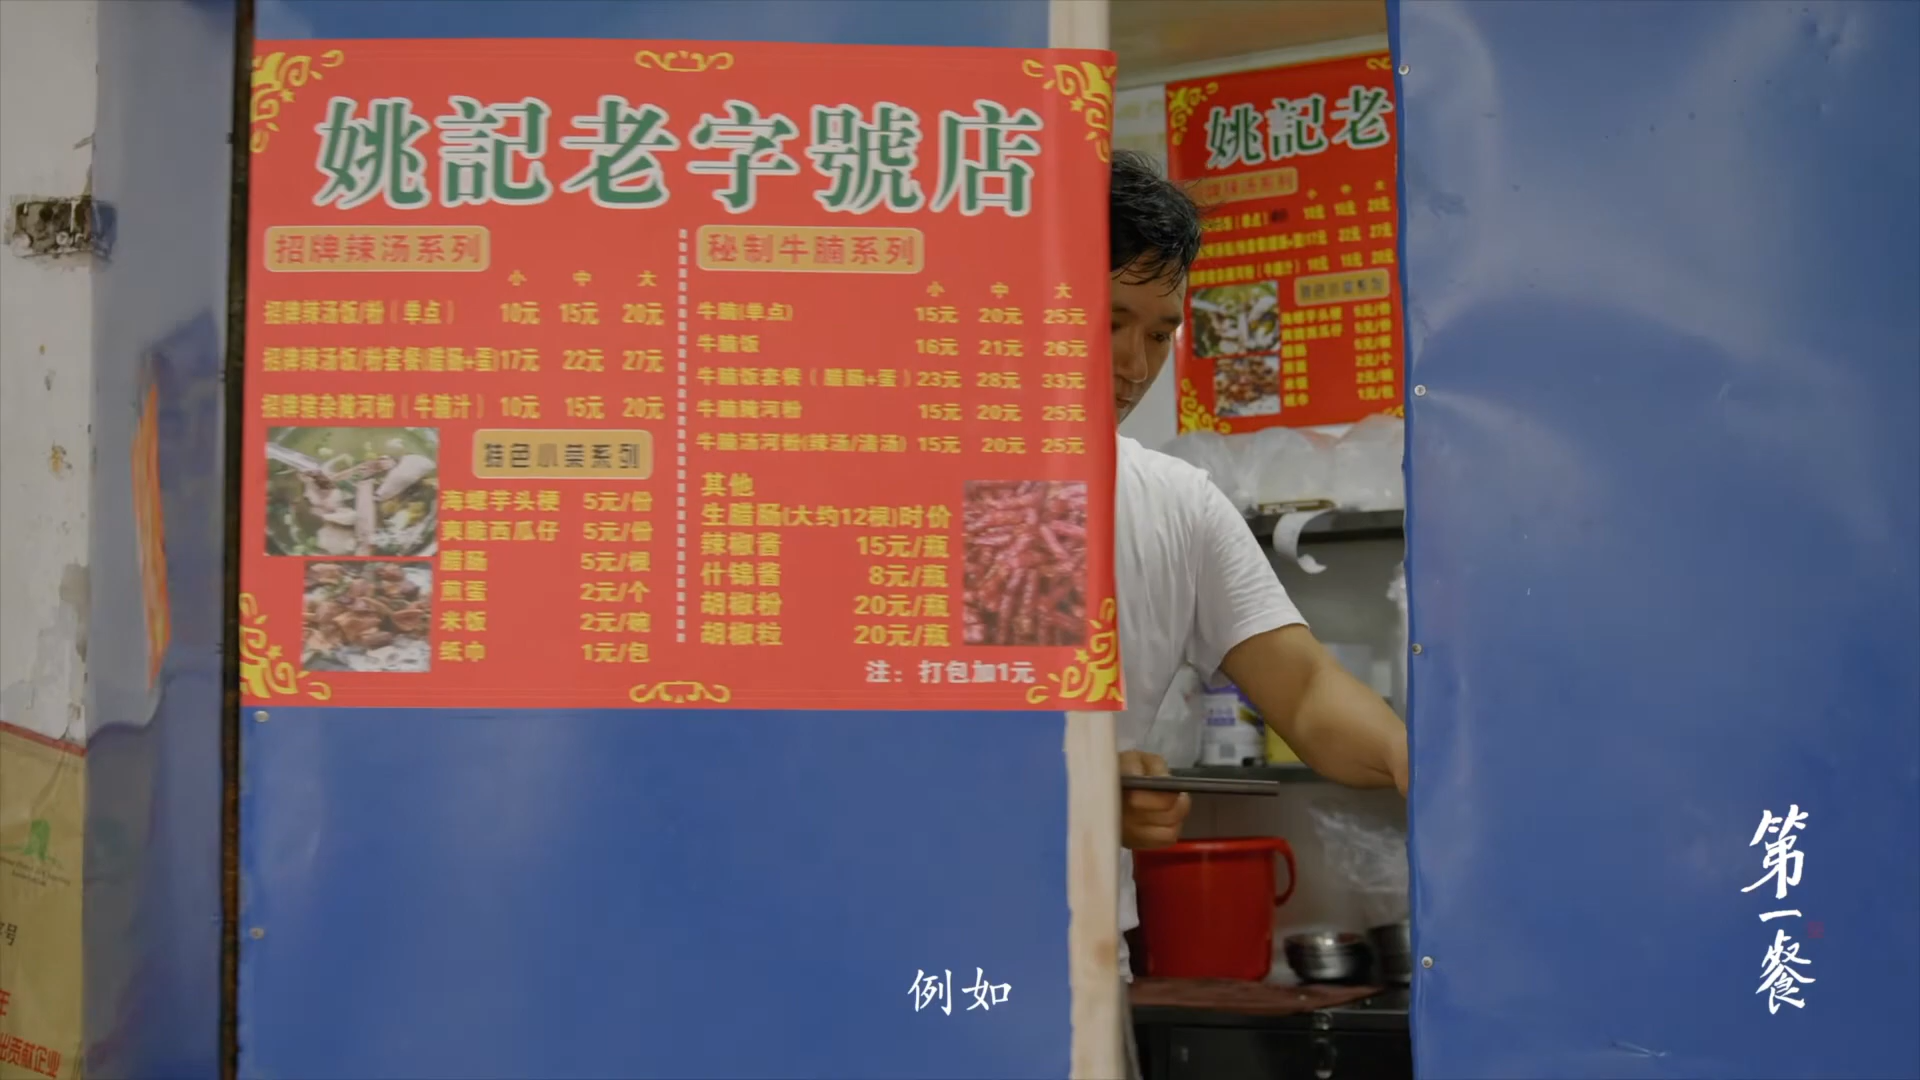 姚記老字號店
招牌辣汤系列
小 中 大
招牌辣汤饭/粉（单点） 10元 15元 20元
招牌辣汤饭/粉套餐(腊肠+蛋) 17元 22元 27元
招牌猪杂腌河粉（牛腩汁） 10元 15元 20元
特色小菜系列
海螺芋头梗 5元/份
爽脆西瓜仔 5元/份
腊肠 5元/根
煎蛋 2元/个
米饭 2元/碗
纸巾 1元/包
秘制牛腩系列
小 中 大
牛腩(单点) 15元 20元 25元
牛腩饭 16元 21元 26元
牛腩饭套餐（腊肠+蛋） 23元 28元 33元
牛腩腌河粉 15元 20元 25元
牛腩汤河粉(辣汤/清汤) 15元 20元 25元
其他
生腊肠(大约12根)时价
辣椒酱 15元/瓶
什锦酱 8元/瓶
胡椒粉 20元/瓶
胡椒粒 20元/瓶
注：打包加1元
姚記老
出贡献企业
例如
第一餐